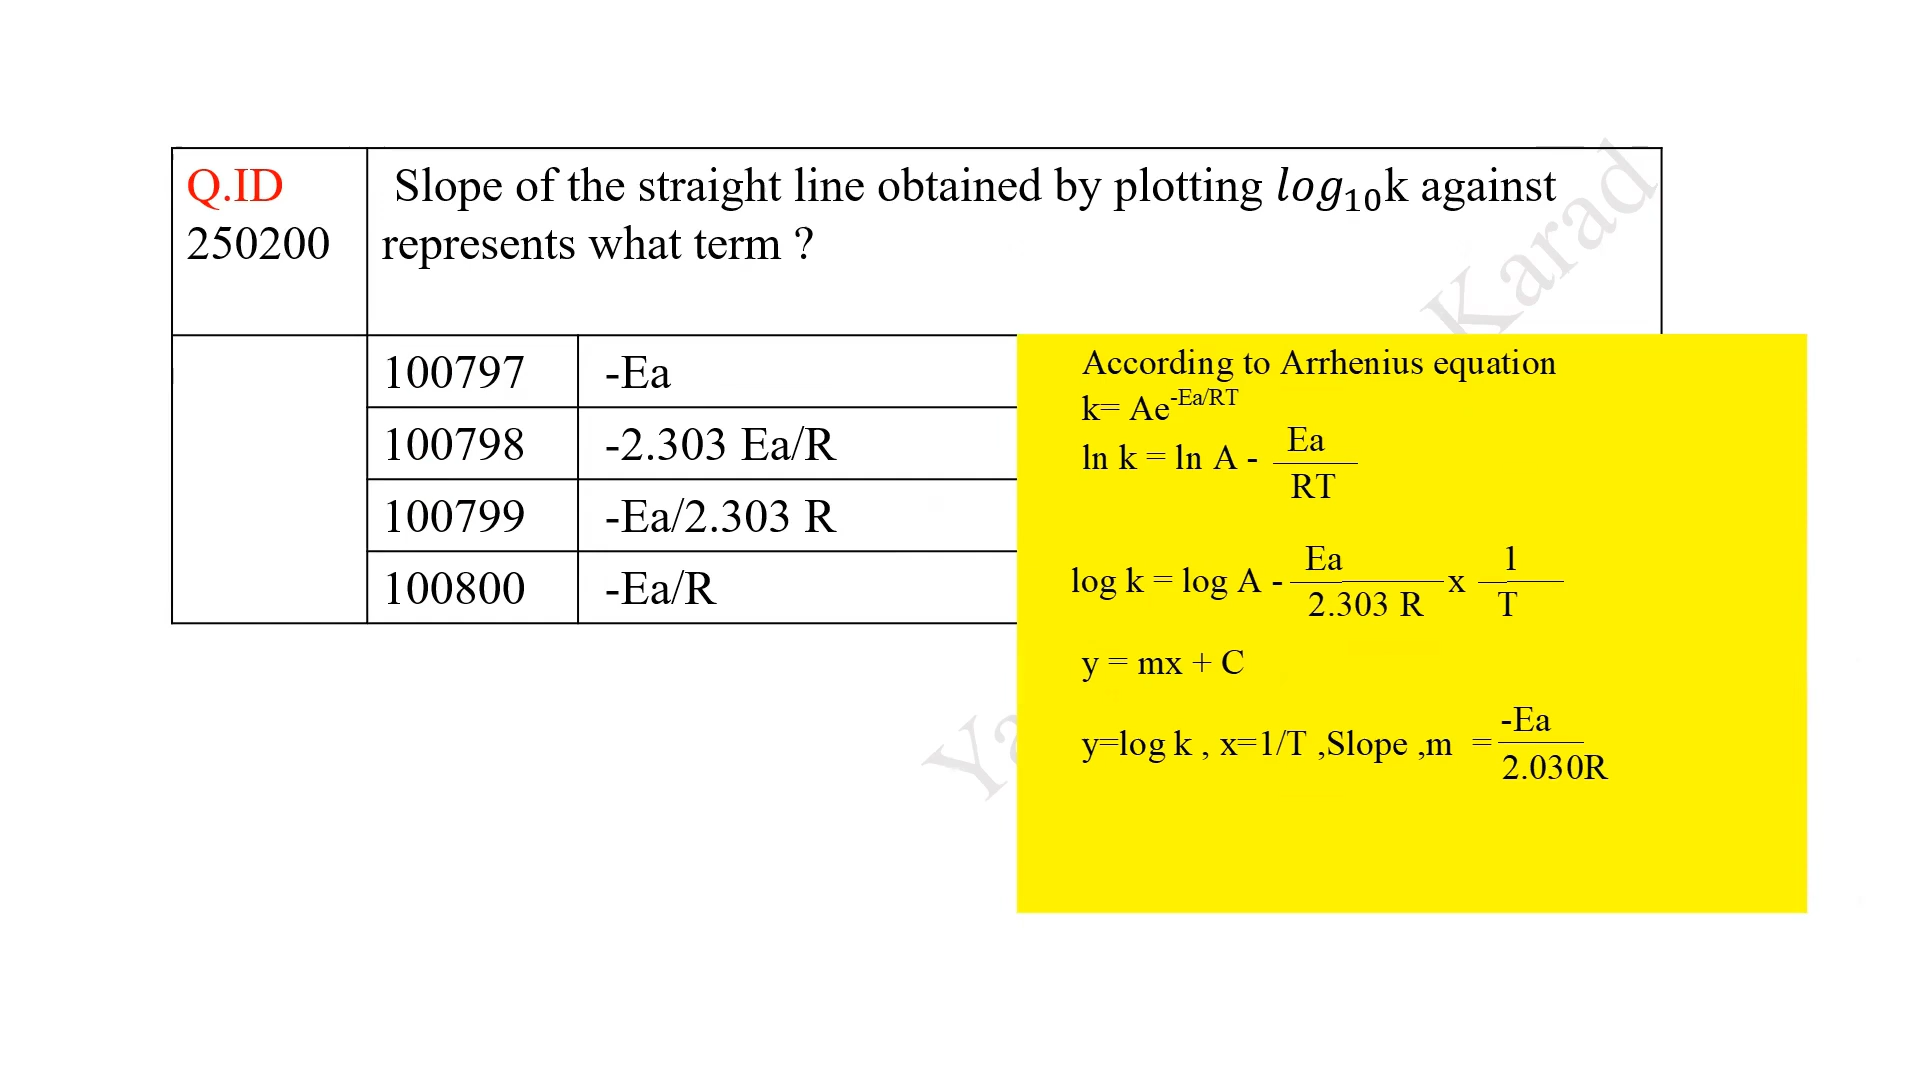 Q.ID
250200
Slope of the straight line obtained by plotting log₁₀k against
represents what term ?
100797 -Ea
100798 -2.303 Ea/R
100799 -Ea/2.303 R
100800 -Ea/R
According to Arrhenius equation
k= Ae-Ea/RT
ln k = ln A - Ea
RT
log k = log A - Ea x 1
2.303 R T
y = mx + C
y=log k , x=1/T ,Slope ,m = -Ea
2.030R
Karad